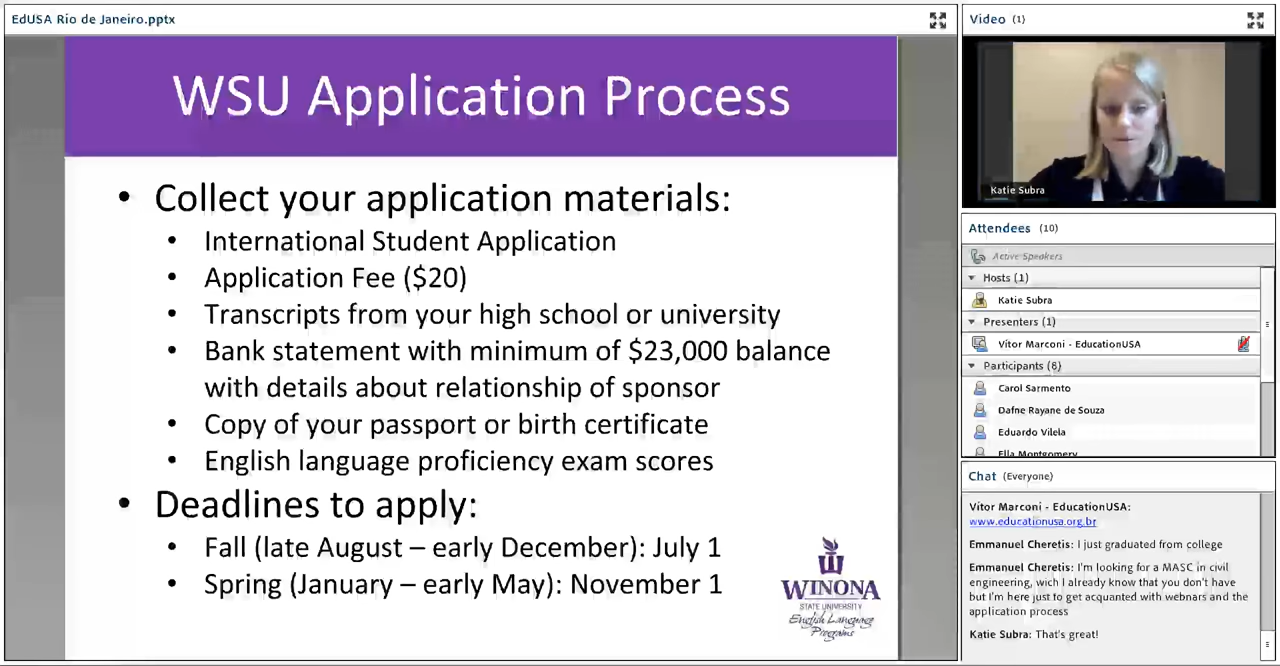 EdUSA Rio de Janeiro.pptx
WSU Application Process
• Collect your application materials:
• International Student Application
• Application Fee ($20)
• Transcripts from your high school or university
• Bank statement with minimum of $23,000 balance
with details about relationship of sponsor
• Copy of your passport or birth certificate
• English language proficiency exam scores
• Deadlines to apply:
• Fall (late August – early December): July 1
• Spring (January – early May): November 1
WINONA
STATE UNIVERSITY
English Language
Programs
Video (1)
Katie Subra
Attendees (10)
Active Speakers
Hosts (1)
Katie Subra
Presenters (1)
Vitor Marconi - EducationUSA
Participants (8)
Carol Sarmento
Dafne Rayane de Souza
Eduardo Vilela
Ella Montgomery
Chat (Everyone)
Vitor Marconi - EducationUSA:
www.educationusa.org.br
Emmanuel Cheretis: I just graduated from college
Emmanuel Cheretis: I'm looking for a MASC in civil
engineering, wich I already know that you don't have
but I'm here just to get acquanted with webnars and the
application process
Katie Subra: That's great!